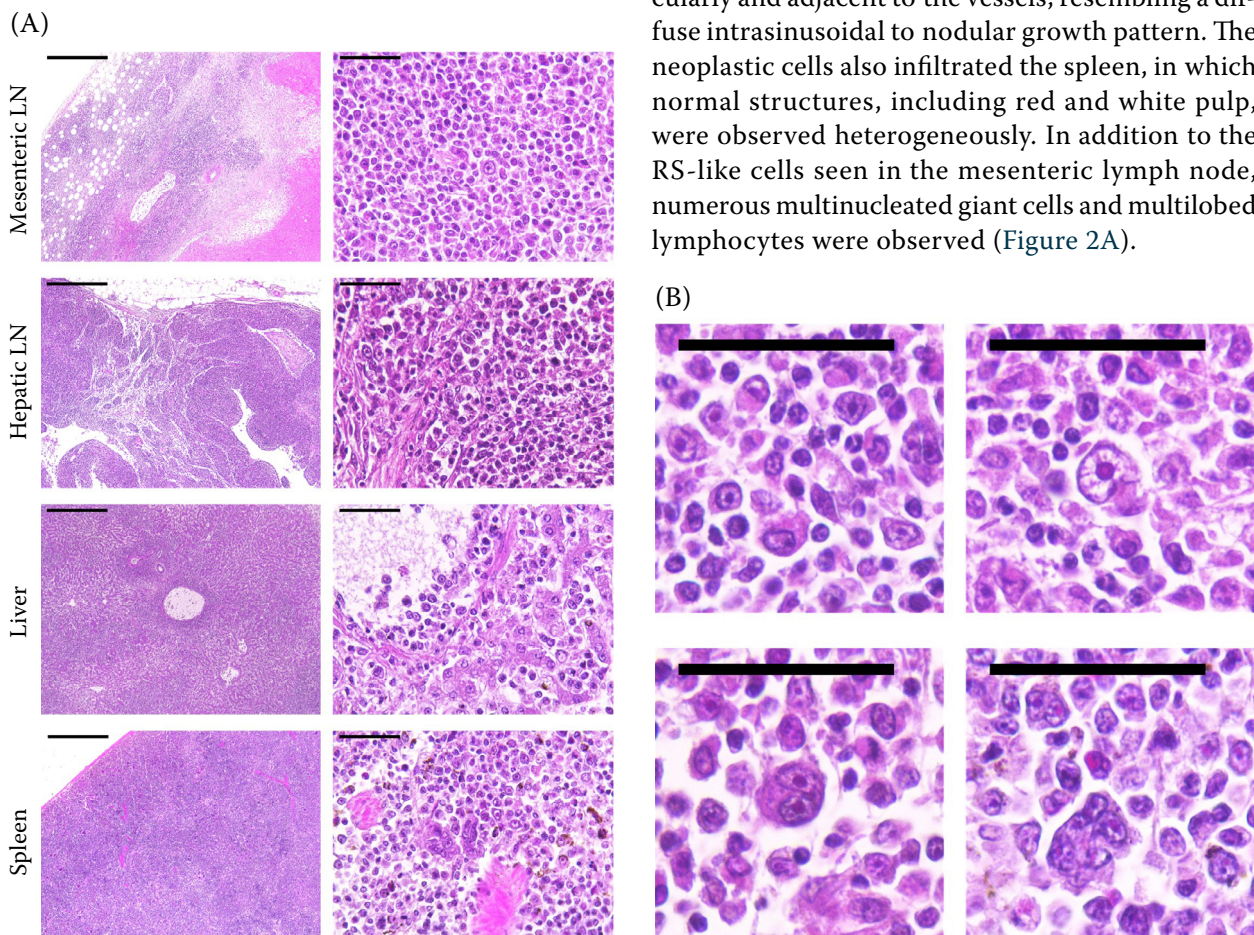 (A)
Mesenteric LN
Hepatic LN
Liver
Spleen
fuse intrasinusoidal to nodular growth pattern. The
neoplastic cells also infiltrated the spleen, in which
normal structures, including red and white pulp,
were observed heterogeneously. In addition to the
RS-like cells seen in the mesenteric lymph node,
numerous multinucleated giant cells and multilobed
lymphocytes were observed (Figure 2A).
(B)